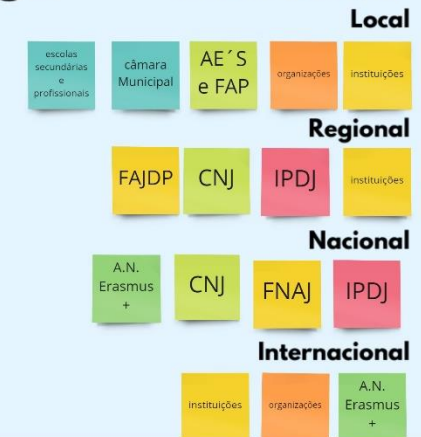 Local
escolas
secundárias
e
profissionais
câmara
Municipal
AE´S
e FAP
organizações
instituições
Regional
FAJDP
CNJ
IPDJ
instituições
Nacional
A.N.
Erasmus
+
CNJ
FNAJ
IPDJ
Internacional
instituições
organizações
A.N.
Erasmus
+